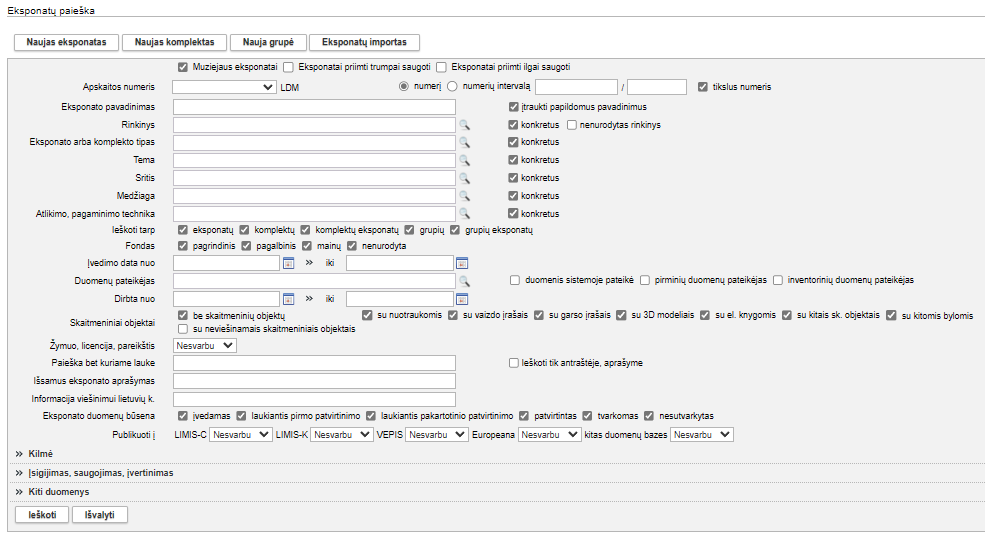 Eksponatų paieška
Naujas eksponatas Naujas komplektas Nauja grupė Eksponatų importas
Muziejaus eksponatai Eksponatai priimti trumpai saugoti Eksponatai priimti ilgai saugoti
Apskaitos numeris LDM numerį numerių intervalą / tikslus numeris
Eksponato pavadinimas įtraukti papildomus pavadinimus
Rinkinys konkretus nenurodytas rinkinys
Eksponato arba komplekto tipas konkretus
Tema konkretus
Sritis konkretus
Medžiaga konkretus
Atlikimo, pagaminimo technika konkretus
Ieškoti tarp eksponatų komplektų komplektų eksponatų grupių grupių eksponatų
Fondas pagrindinis pagalbinis mainų nenurodyta
Įvedimo data nuo » iki
Duomenų pateikėjas duomenis sistemoje pateikė pirminių duomenų pateikėjas inventorinių duomenų pateikėjas
Dirbta nuo » iki
Skaitmeniniai objektai be skaitmeninių objektų su nuotraukomis su vaizdo įrašais su garso įrašais su 3D modeliais su el. knygomis su kitais sk. objektais su kitomis bylomis
su neviešinamais skaitmeniniais objektais
Žymuo, licencija, pareikštis Nesvarbu
Paieška bet kuriame lauke Ieškoti tik antraštėje, aprašyme
Išsamus eksponato aprašymas
Informacija viešinimui lietuvių k.
Eksponato duomenų būsena įvedamas laukiantis pirmo patvirtinimo laukiantis pakartotinio patvirtinimo patvirtintas tvarkomas nesutvarkytas
Publikuoti į LIMIS-C Nesvarbu LIMIS-K Nesvarbu VEPIS Nesvarbu Europeana Nesvarbu kitas duomenų bazes Nesvarbu
» Kilmė
» Įsigijimas, saugojimas, įvertinimas
» Kiti duomenys
Ieškoti Išvalyti